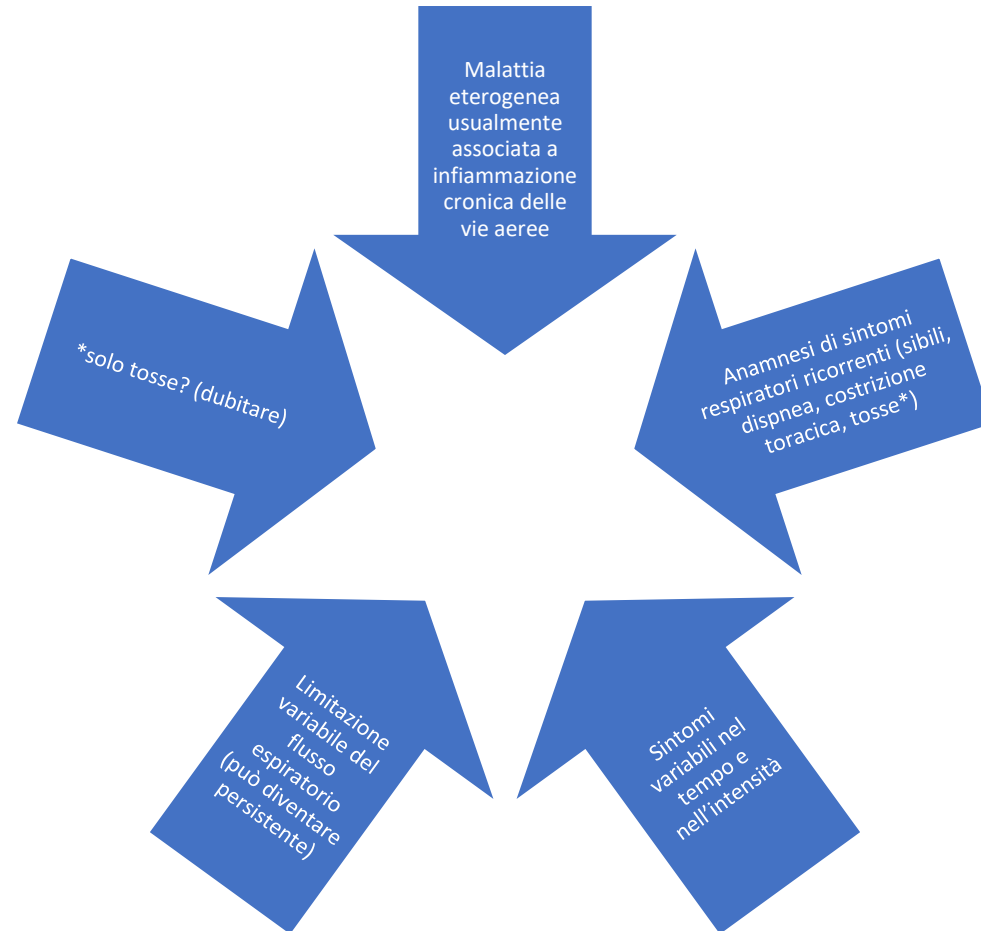 Malattia
eterogenea
usualmente
associata a
infiammazione
cronica delle
vie aeree
Anamnesi di sintomi
respiratori ricorrenti (sibili,
dispnea, costrizione
toracica, tosse*)
Sintomi
variabili nel
tempo e
nell'intensità
Limitazione
variabile del
flusso
espiratorio
(può diventare
persistente)
*solo tosse? (dubitare)